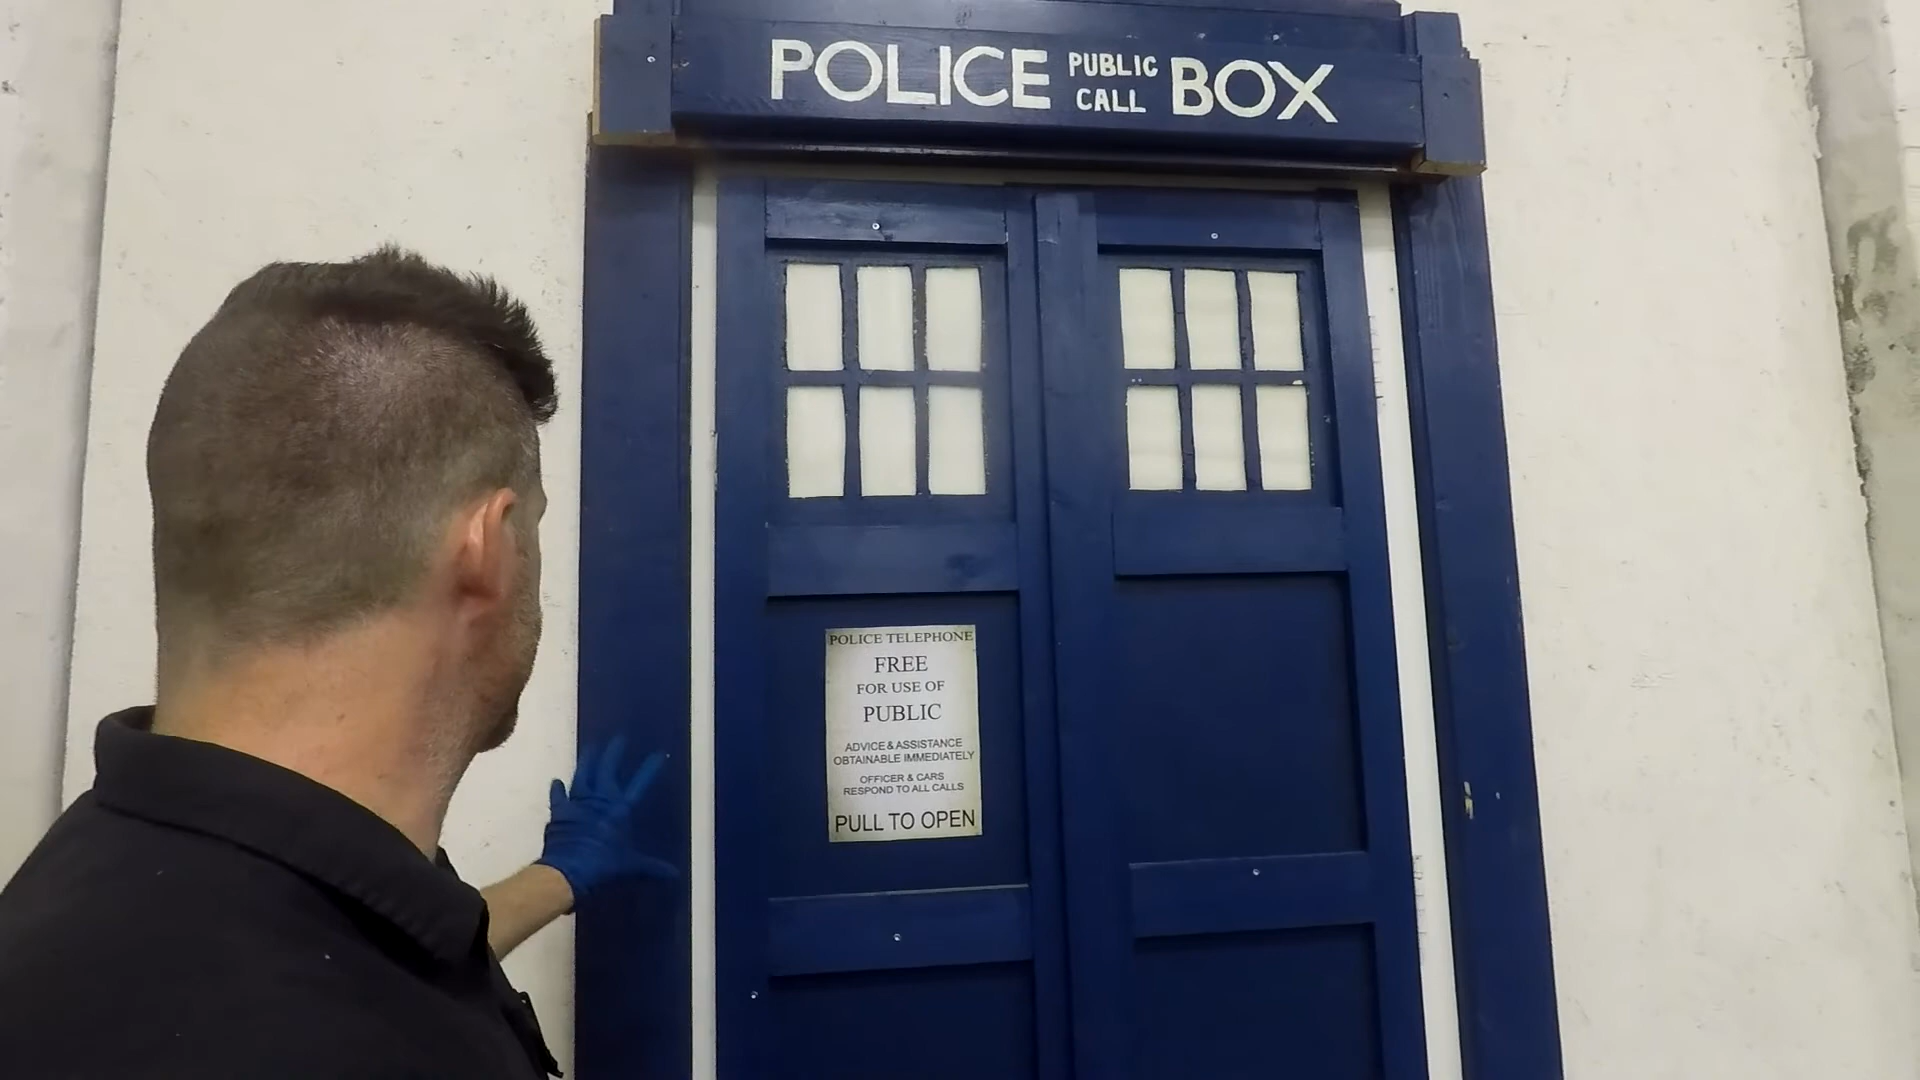 POLICE PUBLIC CALL BOX
POLICE TELEPHONE
FREE
FOR USE OF
PUBLIC
ADVICE & ASSISTANCE
OBTAINABLE IMMEDIATELY
OFFICER & CARS
RESPOND TO ALL CALLS
PULL TO OPEN